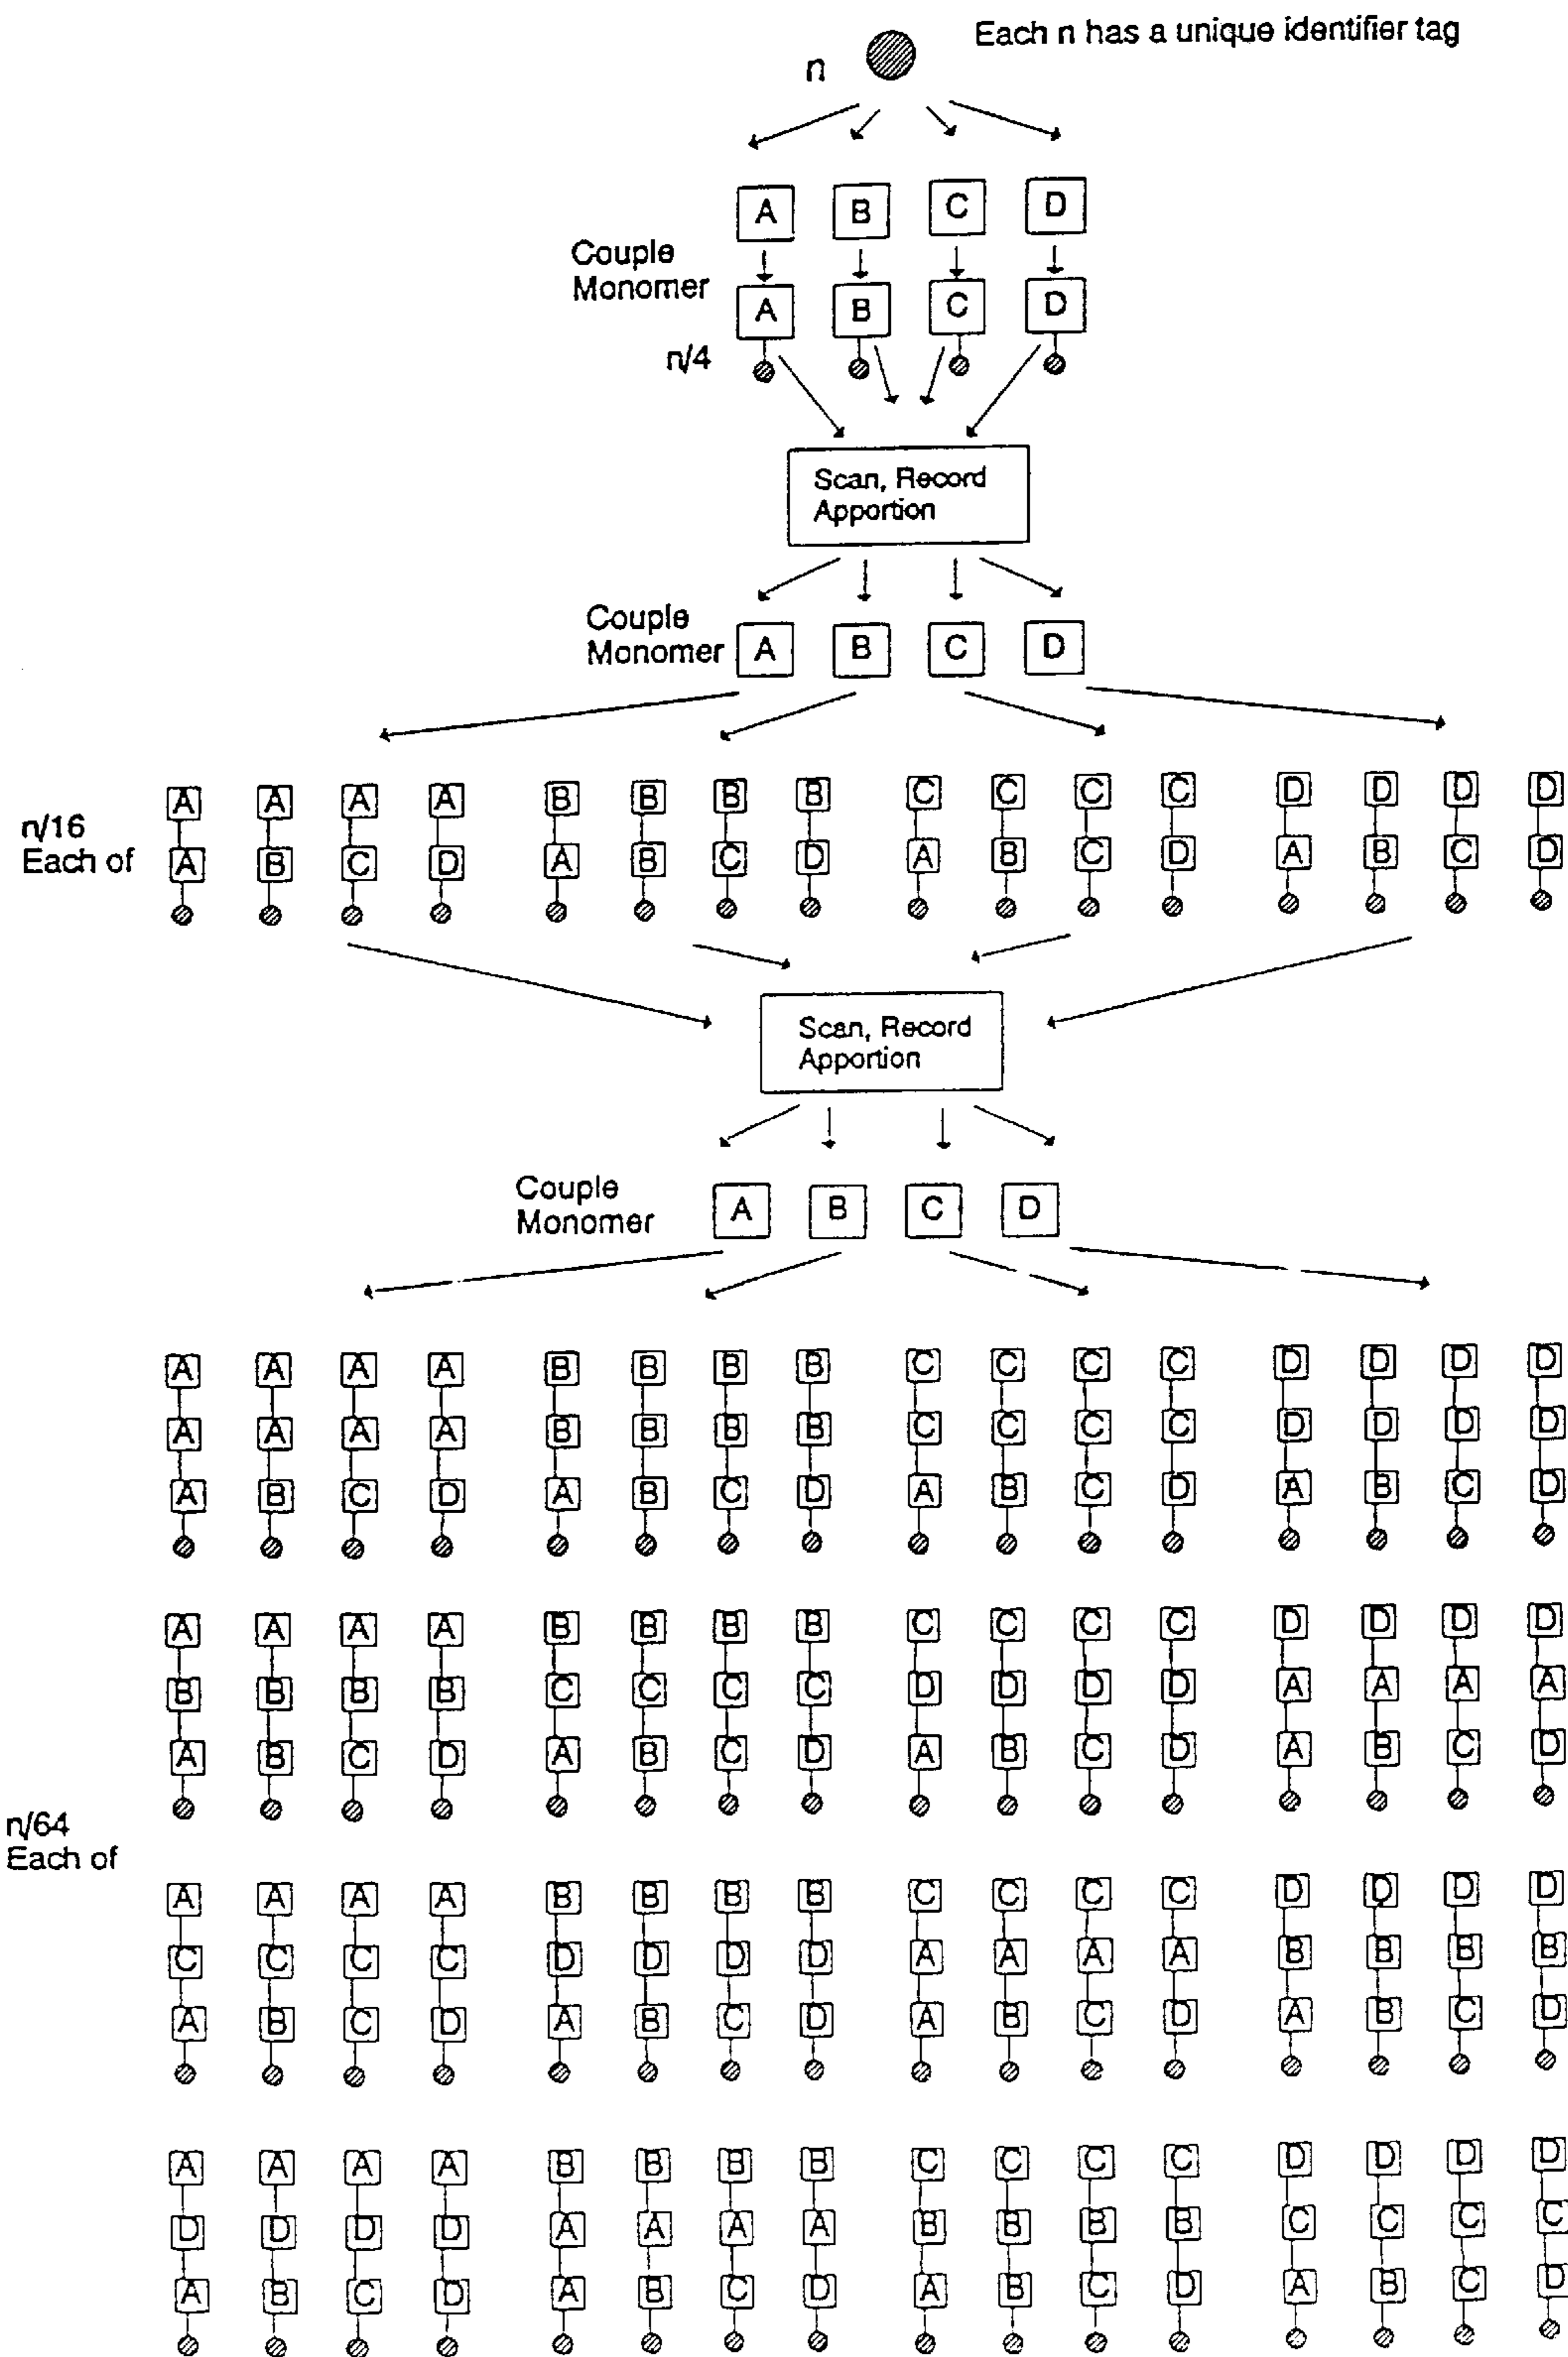 Each n has a unique identifier tag
n
A B C D
Couple
Monomer
A B C D
n/4
Scan, Record
Apportion
Couple
Monomer
A B C D
A A A A B B B B C C C C D D D D
n/16
Each of
A B C D A B C D A B C D A B C D
Scan, Record
Apportion
Couple
Monomer
A B C D
A A A A B B B B C C C C D D D D
A A A A B B B B C C C C D D D D
A B C D A B C D A B C D A B C D
A A A A B B B B C C C C D D D D
B B B B C C C C D D D D A A A A
A B C D A B C D A B C D A B C D
n/64
Each of
A A A A B B B B C C C C D D D D
C C C C D D D D A A A A B B B B
A B C D A B C D A B C D A B C D
A A A A B B B B C C C C D D D D
D D D D A A A A B B B B C C C C
A B C D A B C D A B C D A B C D